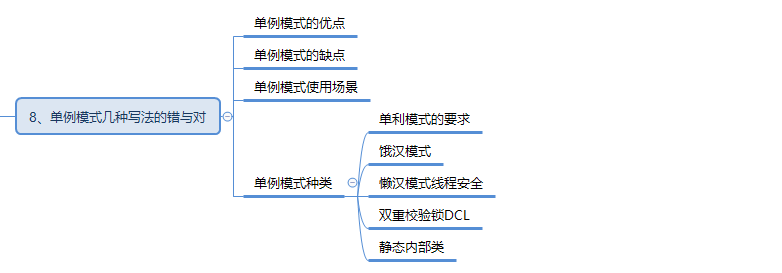 单例模式的优点
单例模式的缺点
单例模式使用场景
8、单例模式几种写法的错与对
单例模式种类
单利模式的要求
饿汉模式
懒汉模式线程安全
双重校验锁DCL
静态内部类